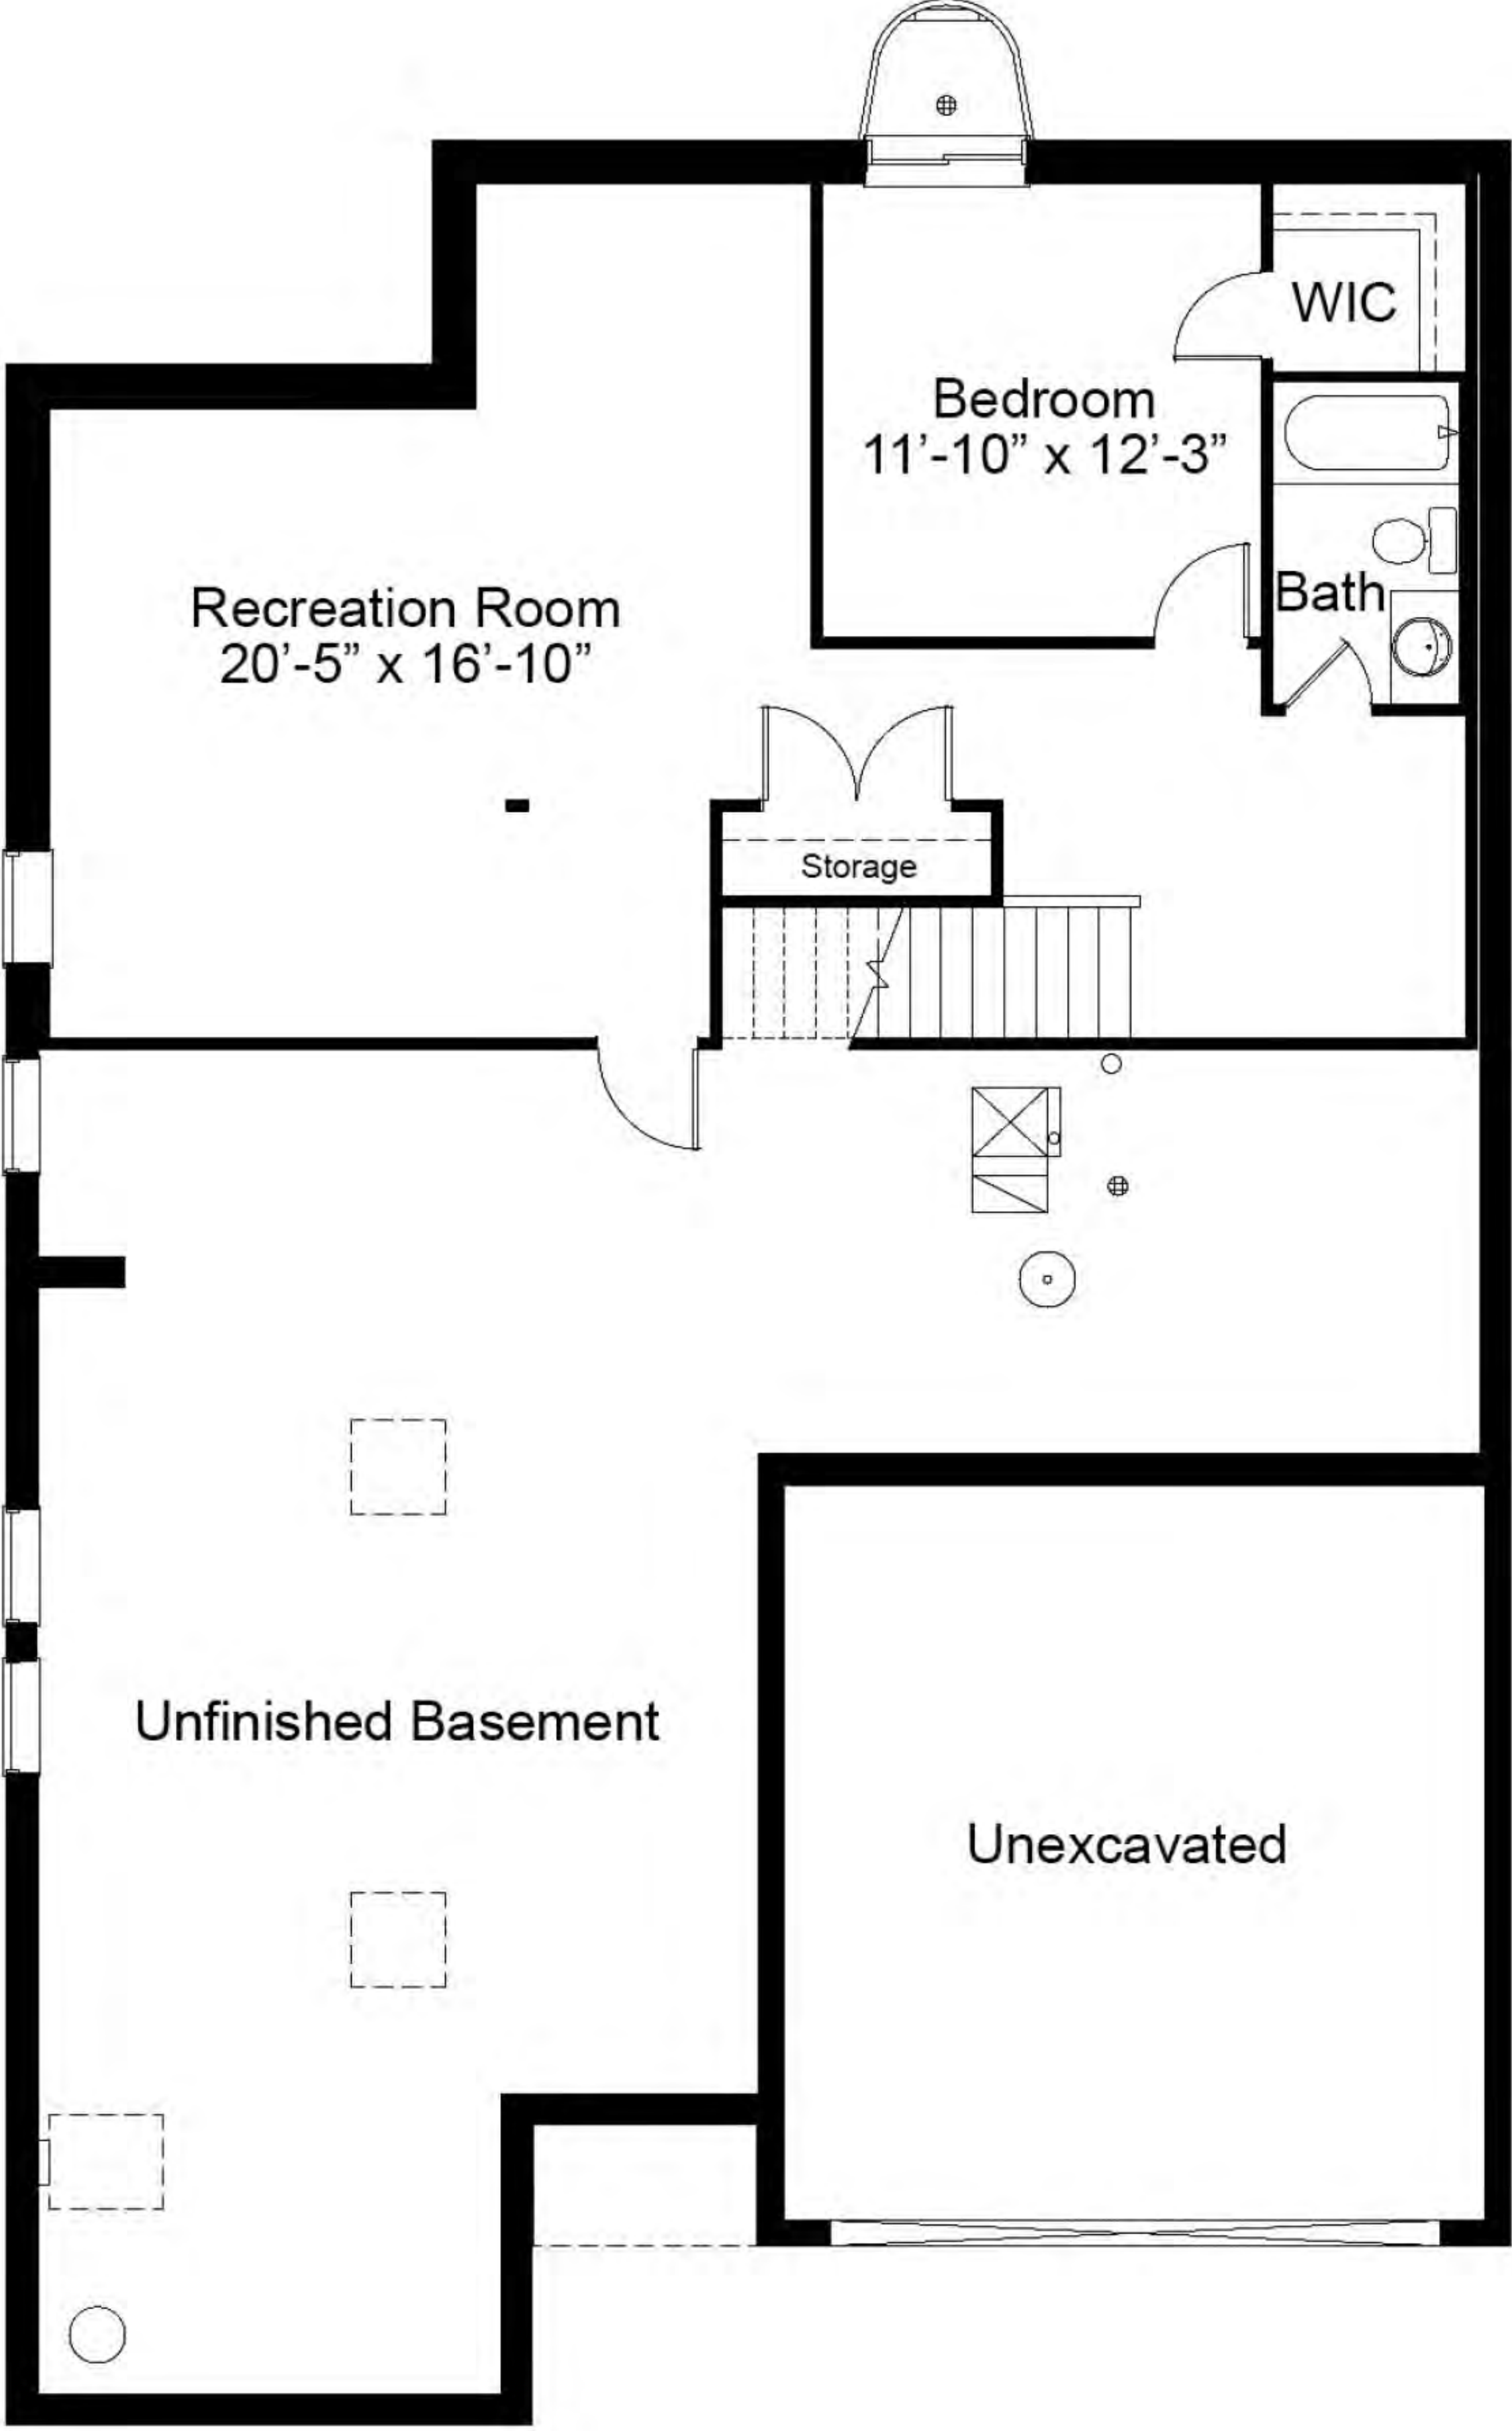 WIC
Bedroom
11’-10” x 12’-3”
Bath
Recreation Room
20’-5” x 16’-10”
Storage
Unfinished Basement
Unexcavated